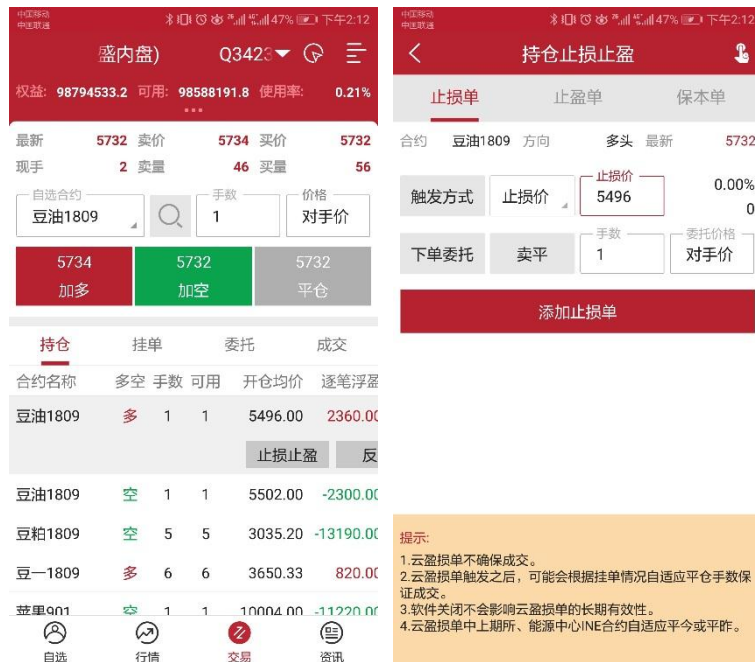 中国移动
中国联通
47% 下午2:12
盛内盘)
Q3423
权益: 98794533.2 可用: 98588191.8 使用率: 0.21%
最新 5732 卖价 5734 买价 5732
现手 2 卖量 46 买量 56
自选合约 手数 价格
豆油1809 1 对手价
5734 5732 5732
加多 加空 平仓
持仓 挂单 委托 成交
合约名称 多空 手数 可用 开仓均价 逐笔浮盈
豆油1809 多 1 1 5496.00 2360.00
止损止盈 反
豆油1809 空 1 1 5502.00 -2300.00
豆粕1809 空 5 5 3035.20 -13190.00
豆一1809 多 6 6 3650.33 820.00
苹果901 空 1 1 10004.00 -11220.00
自选 行情 交易 资讯
中国移动
中国联通
47% 下午2:12
持仓止损止盈
止损单 止盈单 保本单
合约 豆油1809 方向 多头 最新 5732
触发方式 止损价 止损价 5496 0.00%
0
下单委托 卖平 手数 1 委托价格 对手价
添加止损单
提示:
1.云盈损单不确保成交。
2.云盈损单触发之后，可能会根据挂单情况自适应平仓手数保
证成交。
3.软件关闭不会影响云盈损单的长期有效性。
4.云盈损单中上期所、能源中心INE合约自适应平今或平昨。